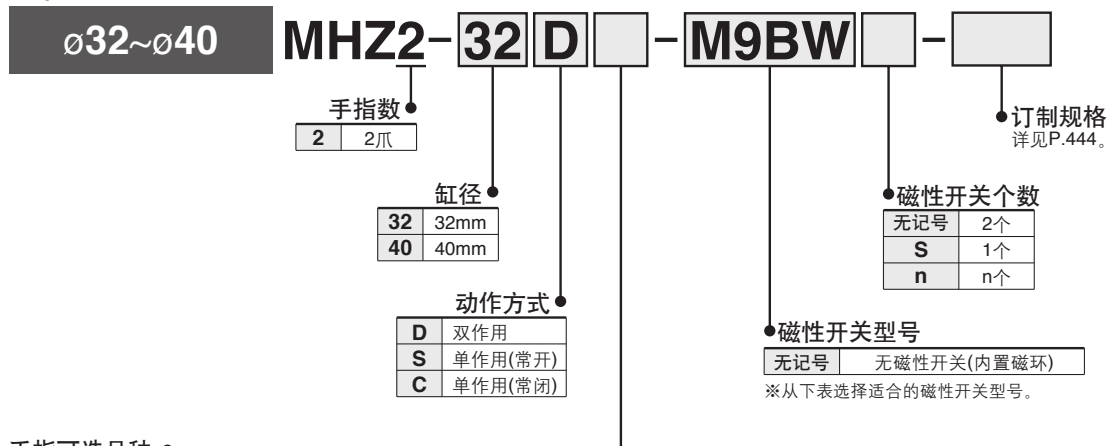 ø32~ø40
MHZ2-32D-M9BW-
手指数
2 2爪
订制规格
详见P.444。
缸径
32 32mm
40 40mm
磁性开关个数
无记号 2个
S 1个
n n个
动作方式
D 双作用
S 单作用(常开)
C 单作用(常闭)
磁性开关型号
无记号 无磁性开关(内置磁环)
※从下表选择适合的磁性开关型号。
手指可选品种